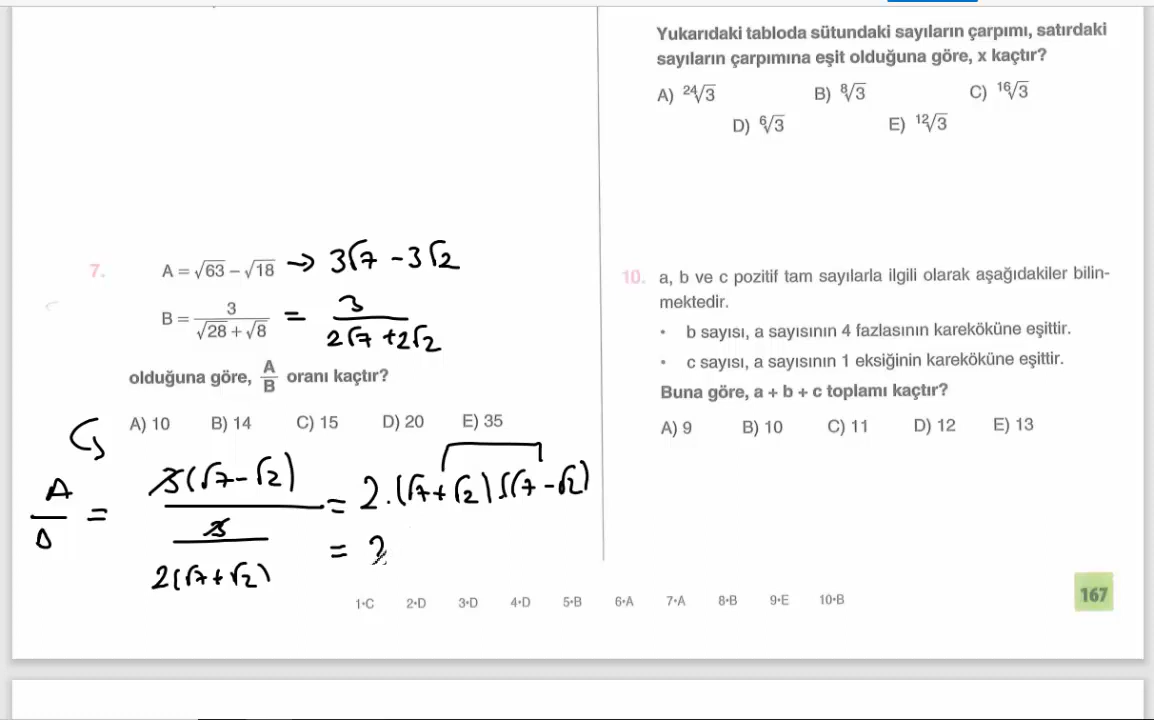 7.
A = √63 − √18 → 3√7 - 3√2
B = 3/(√28 + √8) = 3/(2√7 + 2√2)
olduğuna göre, A/B oranı kaçtır?
A) 10 B) 14 C) 15 D) 20 E) 35
A/B = 3(√7-√2) / (3 / 2(√7+√2)) = 2.(√7+√2)(√7-√2)
= 2
Yukarıdaki tabloda sütundaki sayıların çarpımı, satırdaki
sayıların çarpımına eşit olduğuna göre, x kaçtır?
A) ²⁴√3 B) ⁸√3 C) ¹⁶√3
D) ⁶√3 E) ¹²√3
10. a, b ve c pozitif tam sayılarla ilgili olarak aşağıdakiler bilin-
mektedir.
• b sayısı, a sayısının 4 fazlasının kareköküne eşittir.
• c sayısı, a sayısının 1 eksiğinin kareköküne eşittir.
Buna göre, a + b + c toplamı kaçtır?
A) 9 B) 10 C) 11 D) 12 E) 13
1•C 2•D 3•D 4•D 5•B 6•A 7•A 8•B 9•E 10•B
167